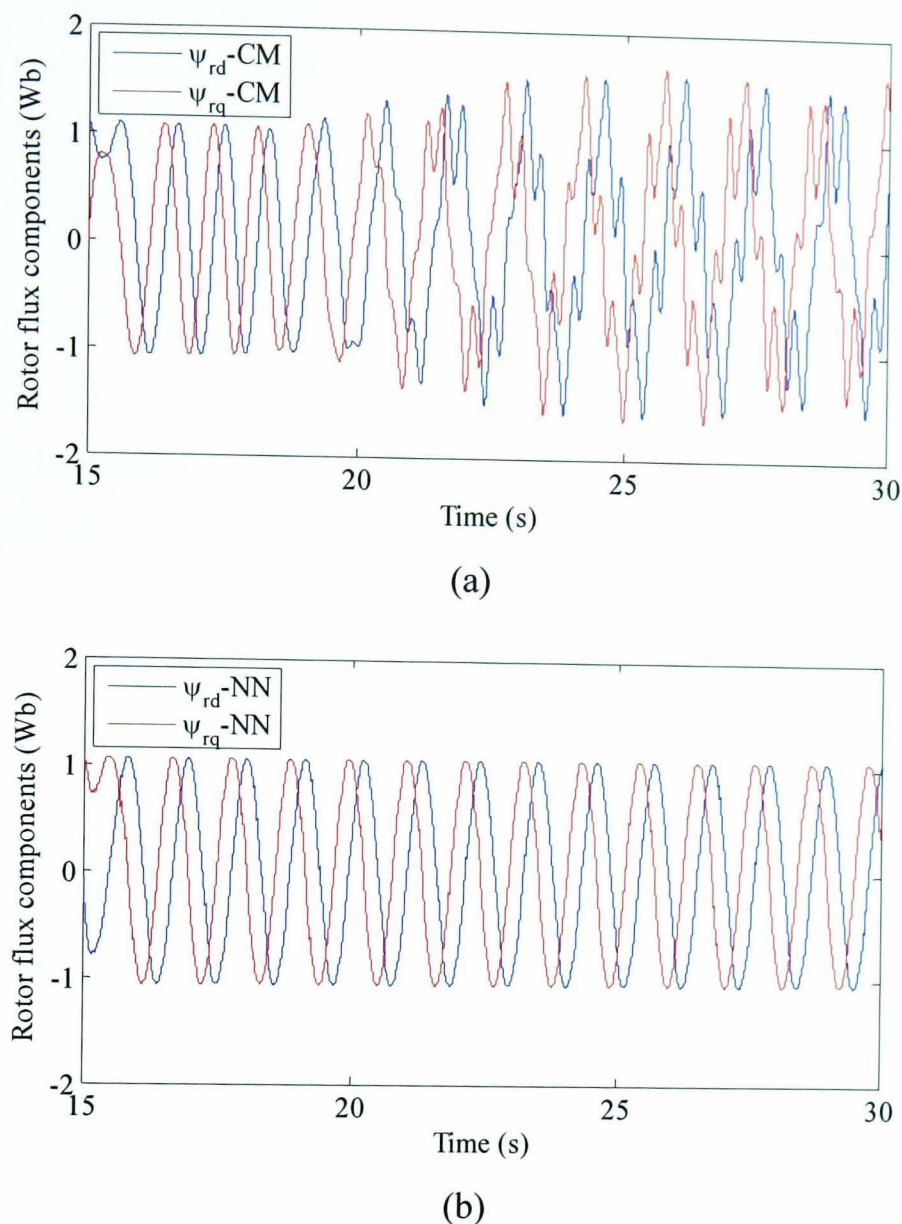 2
ψrd-CM
ψrq-CM
1
0
-1
-2
Rotor flux components (Wb)
15
20
25
30
Time (s)
(a)
2
ψrd-NN
ψrq-NN
1
0
-1
-2
Rotor flux components (Wb)
15
20
25
30
Time (s)
(b)